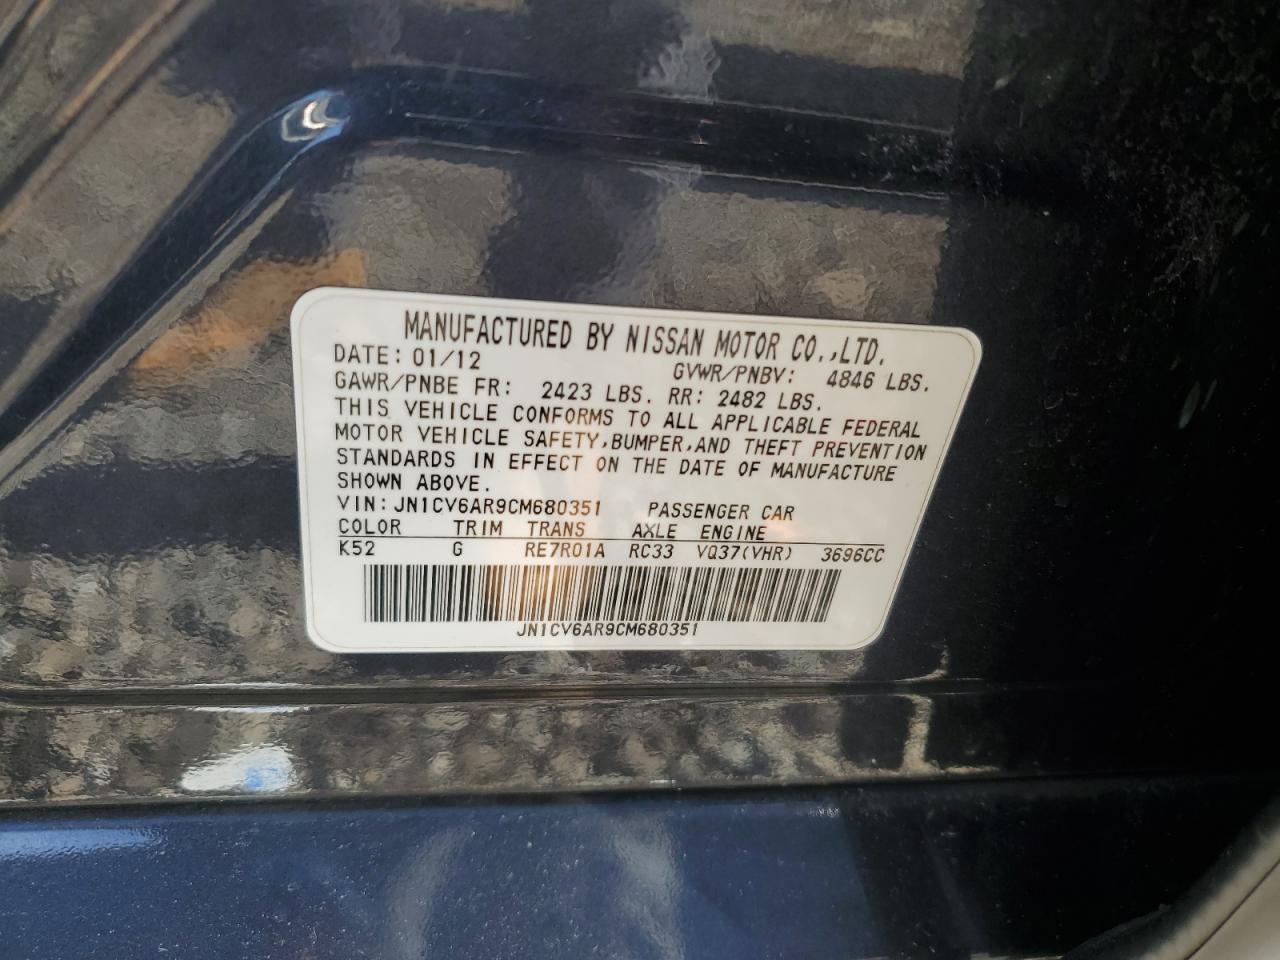 MANUFACTURED BY NISSAN MOTOR CO.,LTD.
DATE: 01/12 GVWR/PNBV: 4846 LBS.
GAWR/PNBE FR: 2423 LBS. RR: 2482 LBS.
THIS VEHICLE CONFORMS TO ALL APPLICABLE FEDERAL
MOTOR VEHICLE SAFETY,BUMPER,AND THEFT PREVENTION
STANDARDS IN EFFECT ON THE DATE OF MANUFACTURE
SHOWN ABOVE.
VIN: JN1CV6AR9CM680351 PASSENGER CAR
COLOR TRIM TRANS AXLE ENGINE
K52 G RE7R01A RC33 VQ37(VHR) 3696CC
JN1CV6AR9CM680351